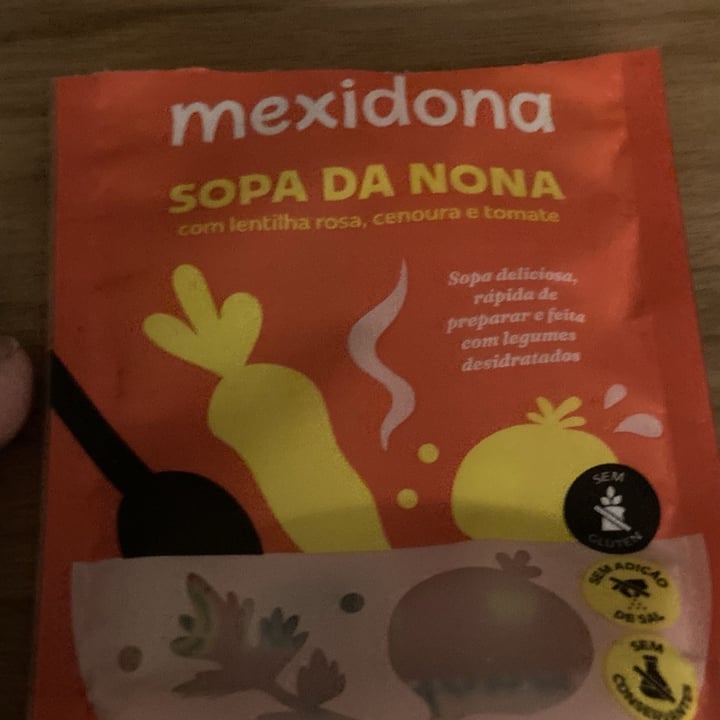 mexidona
SOPA DA NONA
com lentilha rosa, cenoura e tomate
Sopa deliciosa,
rápida de
preparar e feita
com legumes
desidratados
SEM
GLUTEN
SEM ADIÇÃO
DE SAL
SEM
CONSERVANTES